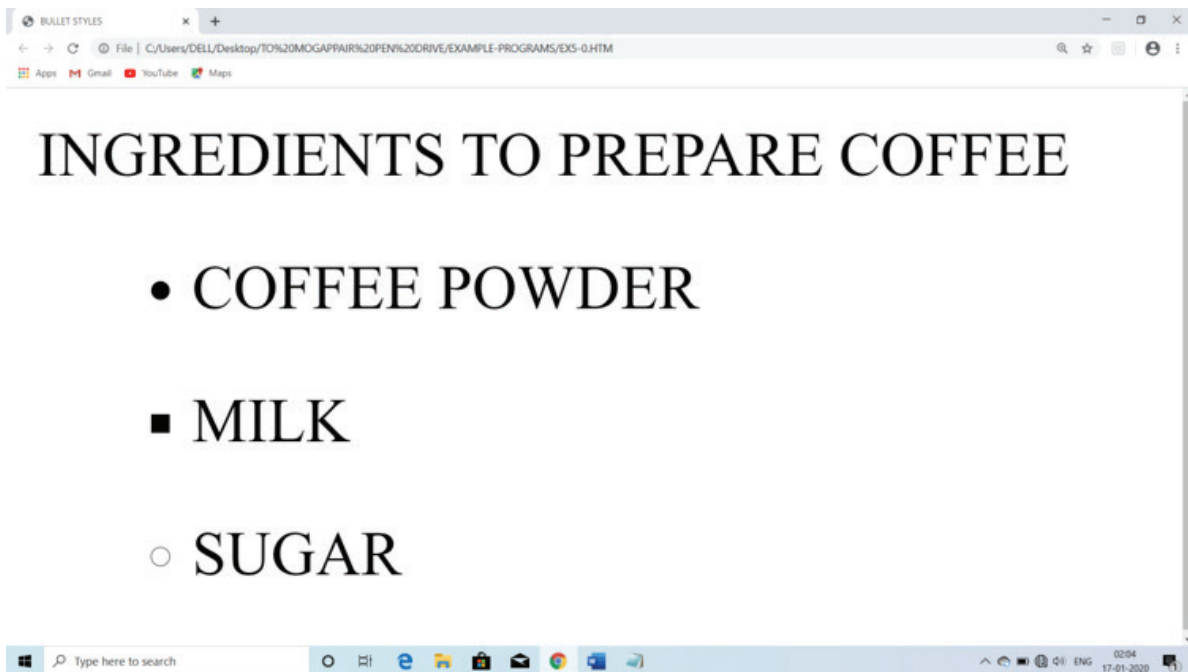 BULLET STYLES
File | C:/Users/DELL/Desktop/TO%20MOGAPPAIR%20PEN%20DRIVE/EXAMPLE-PROGRAMS/EX5-0.HTM
Apps Gmail YouTube Maps
INGREDIENTS TO PREPARE COFFEE
COFFEE POWDER
MILK
SUGAR
Type here to search
ENG
02:04
17-01-2020